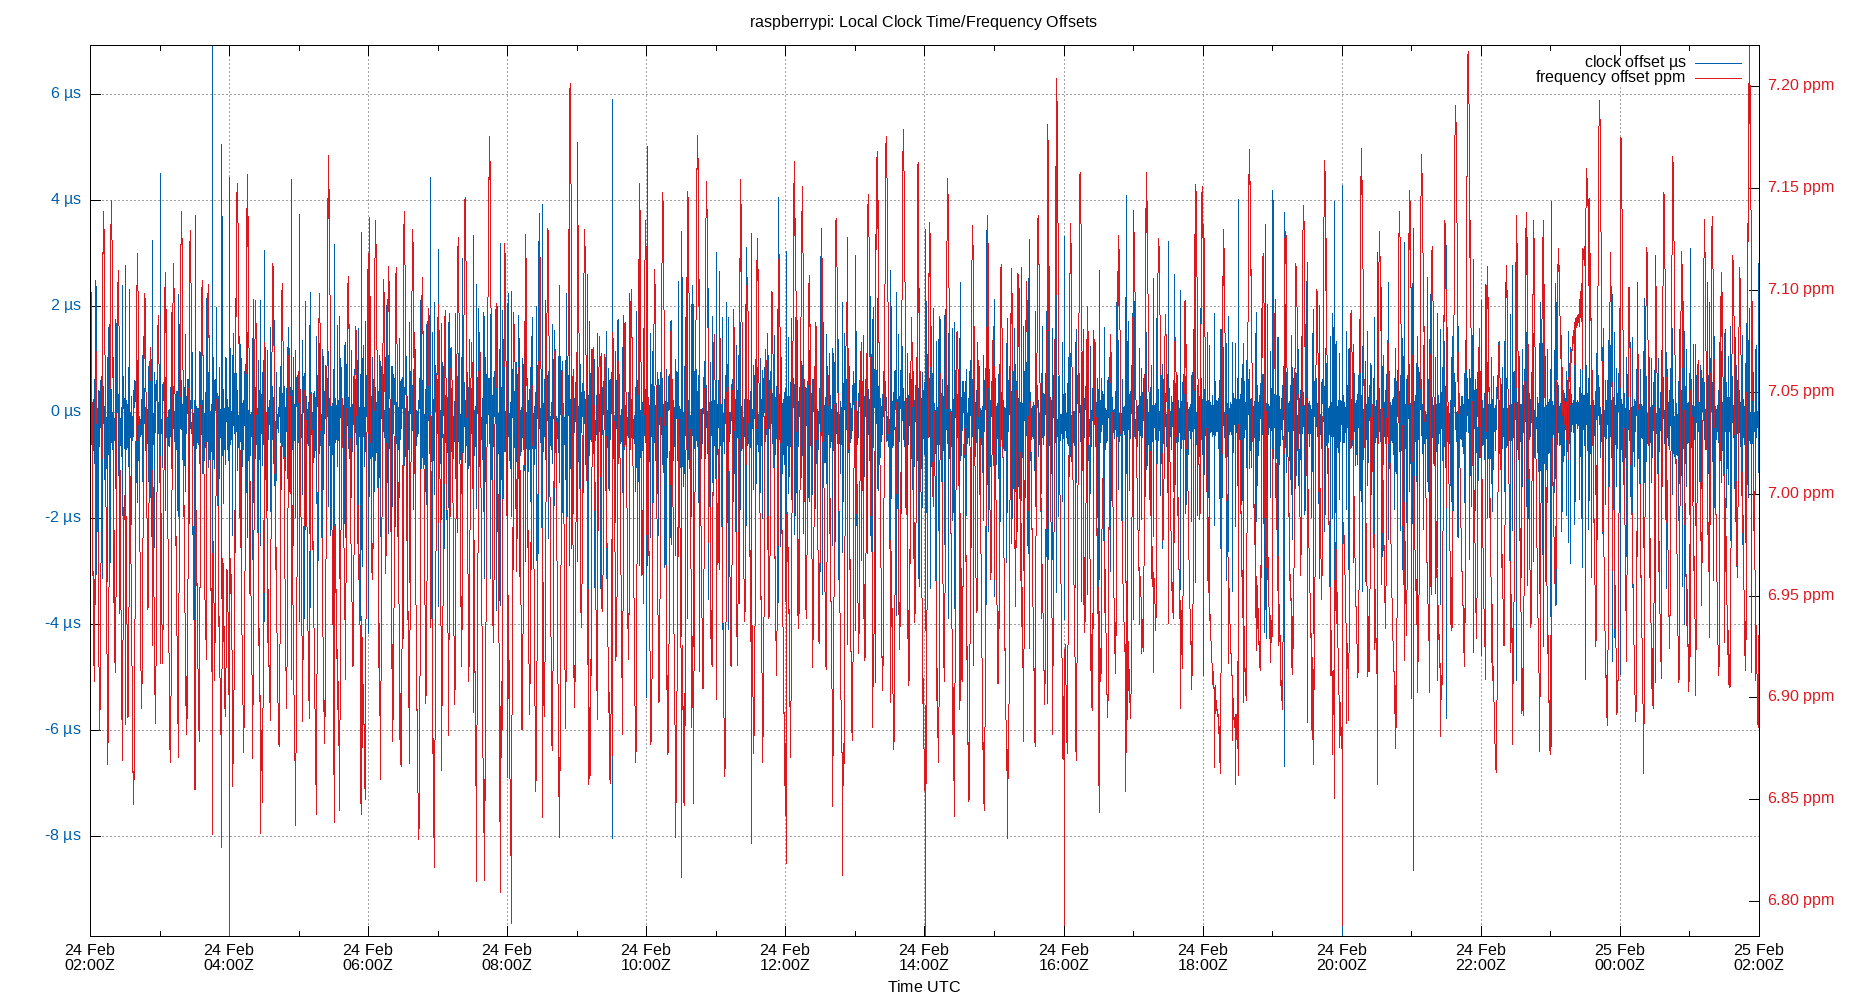 raspberrypi: Local Clock Time/Frequency Offsets
clock offset µs
frequency offset ppm
6 µs
4 µs
2 µs
0 µs
-2 µs
-4 µs
-6 µs
-8 µs
7.20 ppm
7.15 ppm
7.10 ppm
7.05 ppm
7.00 ppm
6.95 ppm
6.90 ppm
6.85 ppm
6.80 ppm
24 Feb 24 Feb 24 Feb 24 Feb 24 Feb 24 Feb 24 Feb 24 Feb 24 Feb 24 Feb 24 Feb 25 Feb 25 Feb
02:00Z 04:00Z 06:00Z 08:00Z 10:00Z 12:00Z 14:00Z 16:00Z 18:00Z 20:00Z 22:00Z 00:00Z 02:00Z
Time UTC